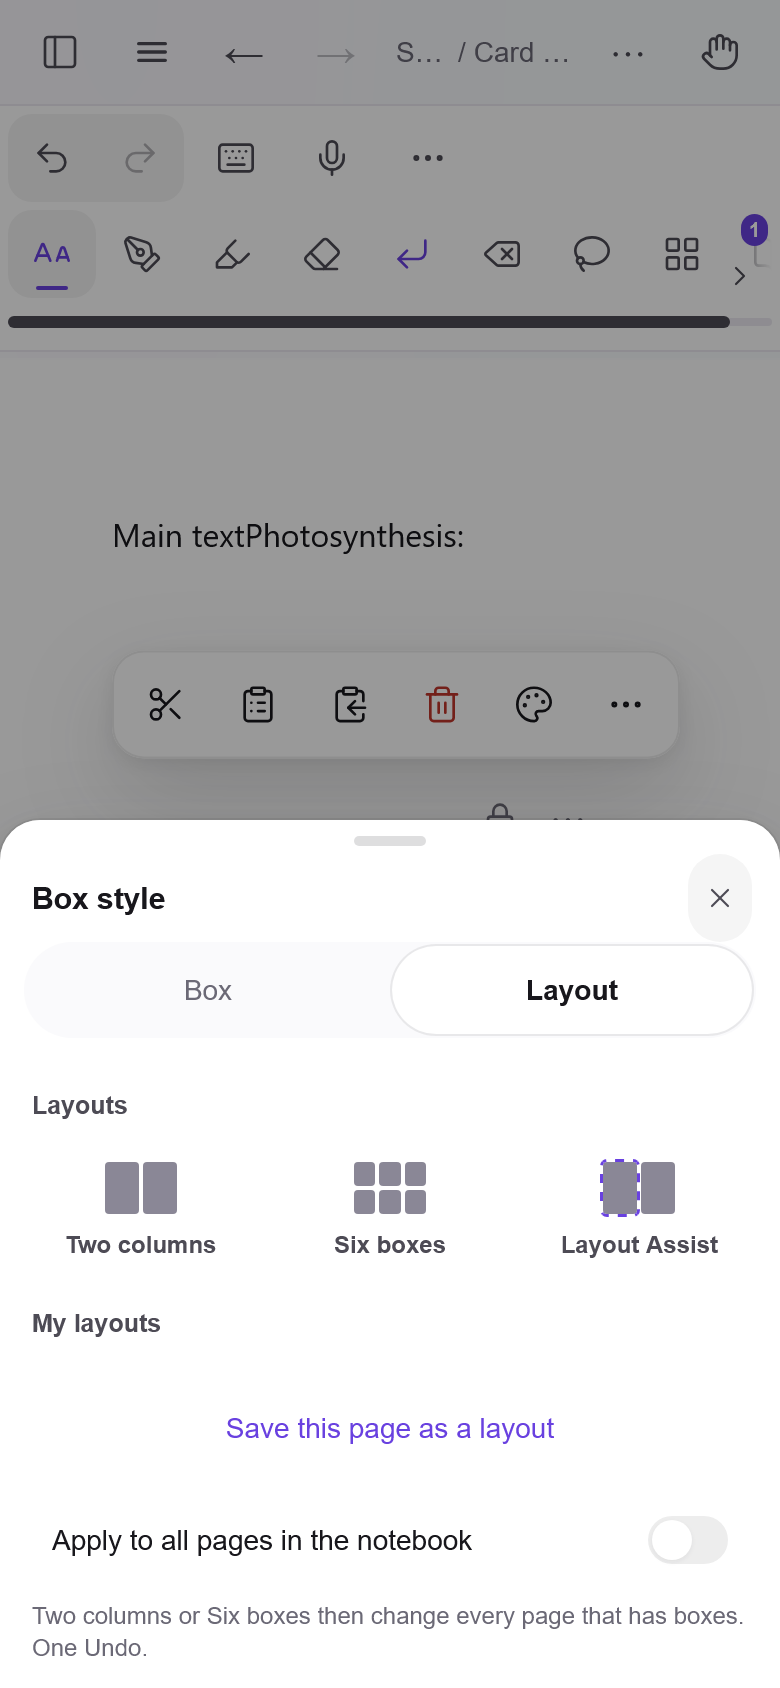 S… / Card …
AA
1
Main textPhotosynthesis:
Box style
Box Layout
Layouts
Two columns Six boxes Layout Assist
My layouts
Save this page as a layout
Apply to all pages in the notebook
Two columns or Six boxes then change every page that has boxes.
One Undo.